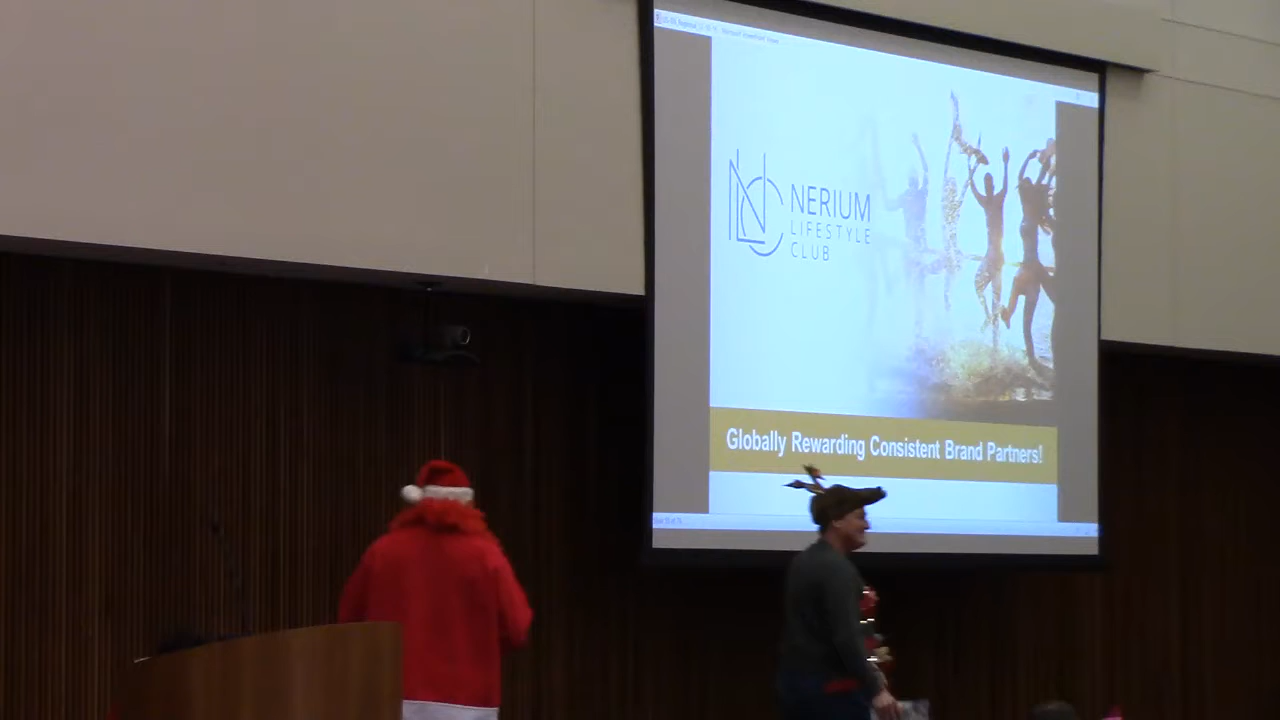 NERIUM
LIFESTYLE
CLUB
Globally Rewarding Consistent Brand Partners!